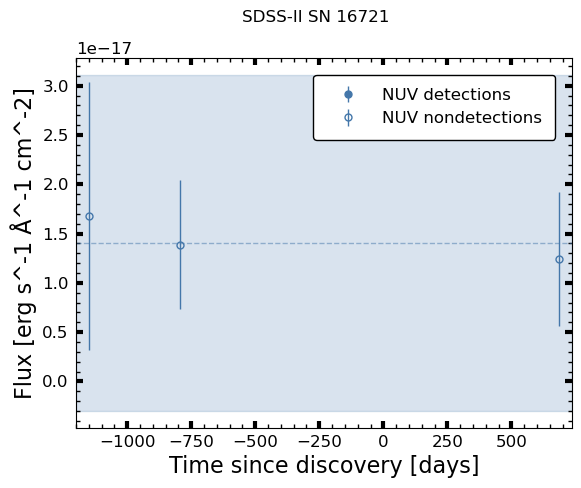 SDSS-II SN 16721
1e−17
NUV detections
NUV nondetections
3.0
2.5
2.0
1.5
1.0
0.5
0.0
Flux [erg s^-1 Å^-1 cm^-2]
−1000 −750 −500 −250 0 250 500
Time since discovery [days]